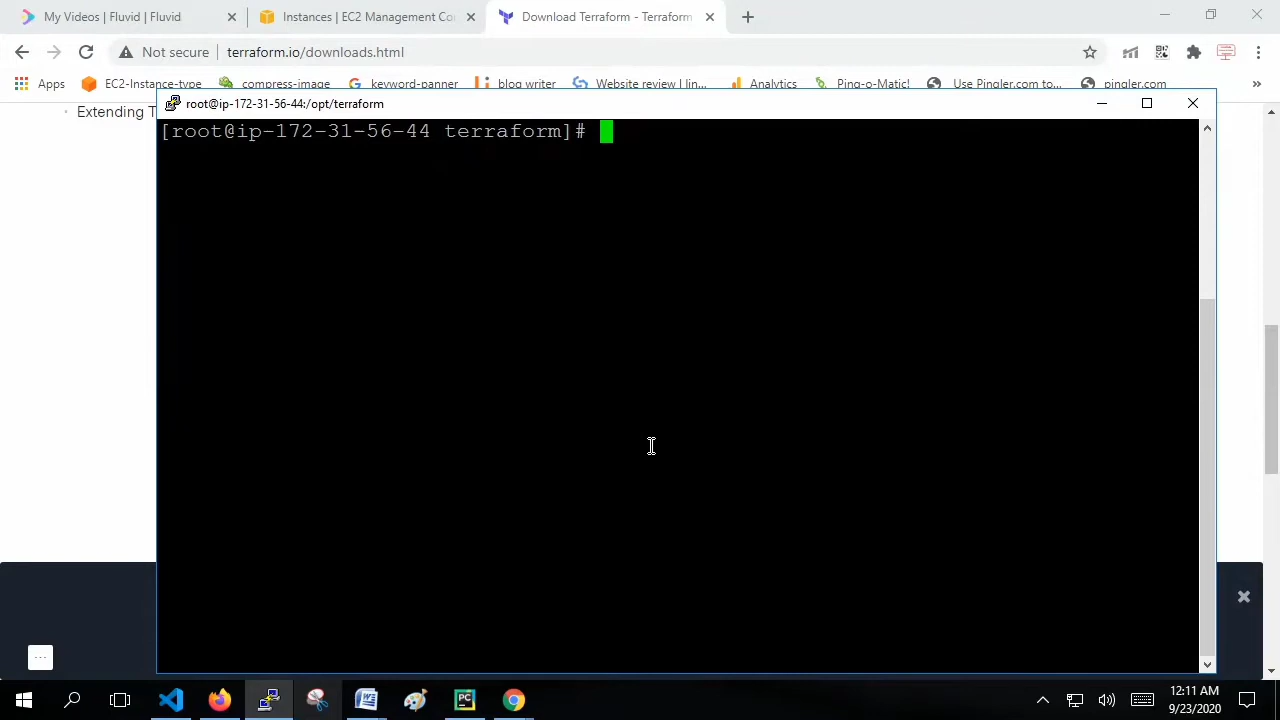 My Videos | Fluvid | Fluvid
Instances | EC2 Management Co
Download Terraform - Terraform
Not secure
terraform.io/downloads.html
Apps
EC2-Instance-type
compress-image
keyword-panner
blog writer
Website review | lin...
Analytics
Ping-o-Matic!
Use Pingler.com to...
pingler.com
»
Extending T
root@ip-172-31-56-44:/opt/terraform
[root@ip-172-31-56-44 terraform]#
PC
12:11 AM
9/23/2020